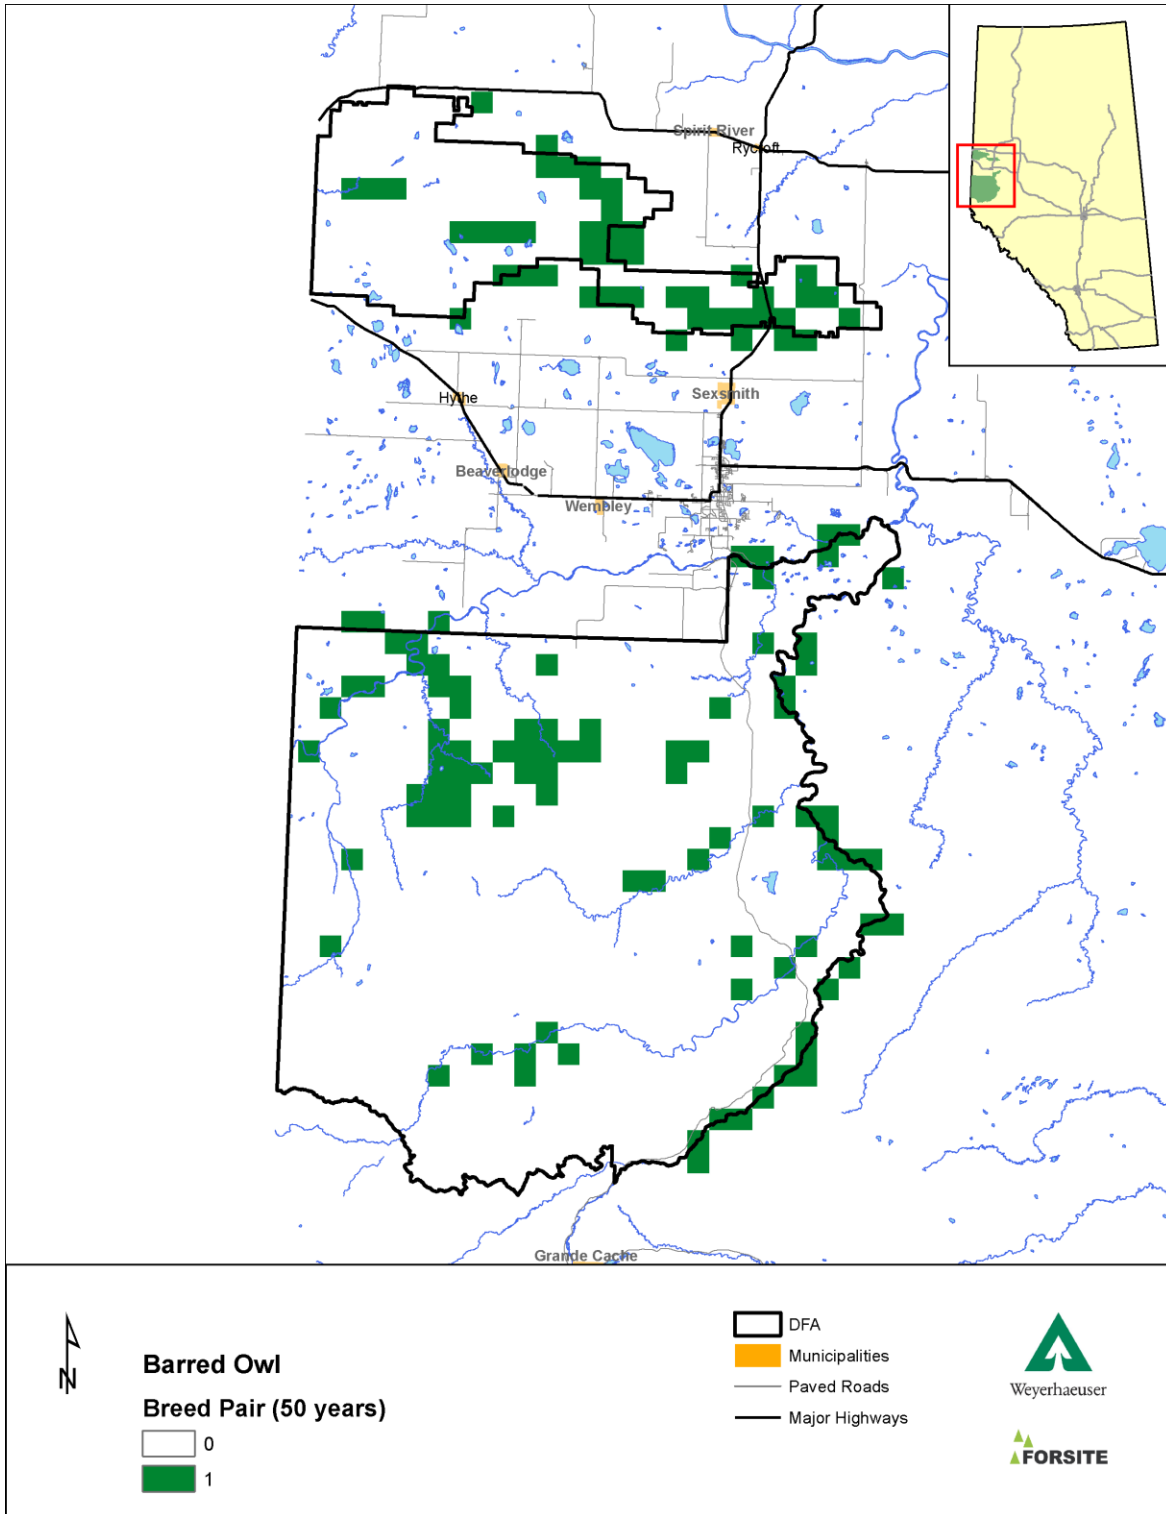 Spirit River
Rycroft
Sexsmith
Hythe
Beaverlodge
Wembley
Grande Cache
N
Barred Owl
Breed Pair (50 years)
0
1
DFA
Municipalities
Paved Roads
Major Highways
Weyerhaeuser
FORSITE